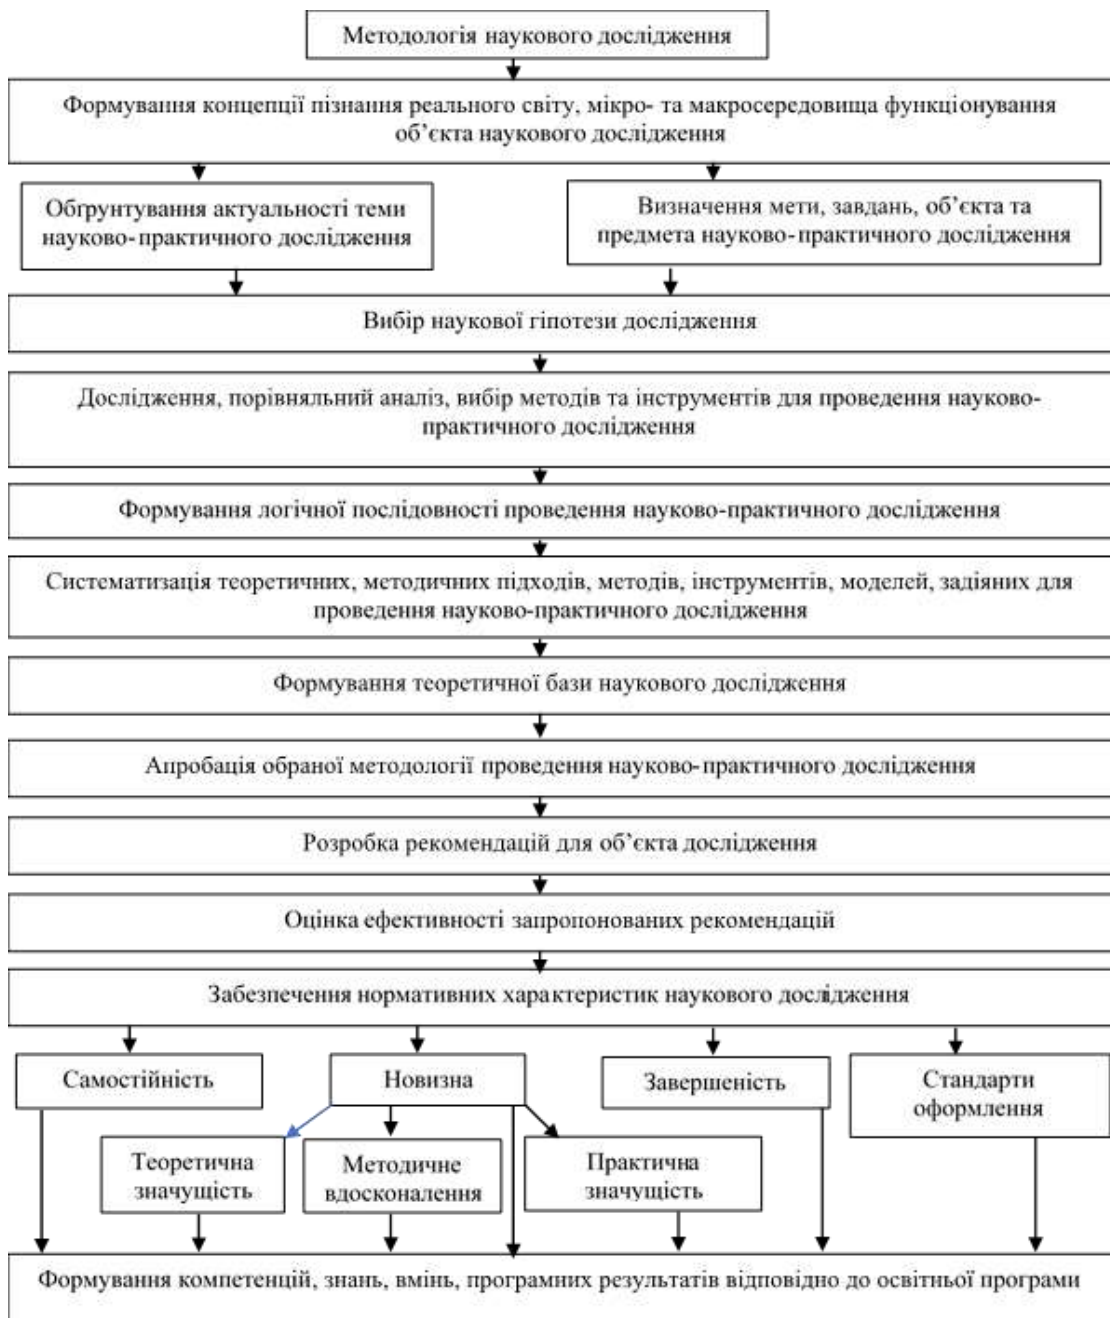 Методологія наукового дослідження
Формування концепції пізнання реального світу, мікро- та макросередовища функціонування
об’єкта наукового дослідження
Обґрунтування актуальності теми
науково-практичного дослідження
Визначення мети, завдань, об’єкта та
предмета науково-практичного дослідження
Вибір наукової гіпотези дослідження
Дослідження, порівняльний аналіз, вибір методів та інструментів для проведення науково-
практичного дослідження
Формування логічної послідовності проведення науково-практичного дослідження
Систематизація теоретичних, методичних підходів, методів, інструментів, моделей, задіяних для
проведення науково-практичного дослідження
Формування теоретичної бази наукового дослідження
Апробація обраної методології проведення науково-практичного дослідження
Розробка рекомендацій для об’єкта дослідження
Оцінка ефективності запропонованих рекомендацій
Забезпечення нормативних характеристик наукового дослідження
Самостійність
Новизна
Завершеність
Стандарти
оформлення
Теоретична
значущість
Методичне
вдосконалення
Практична
значущість
Формування компетенцій, знань, вмінь, програмних результатів відповідно до освітньої програми